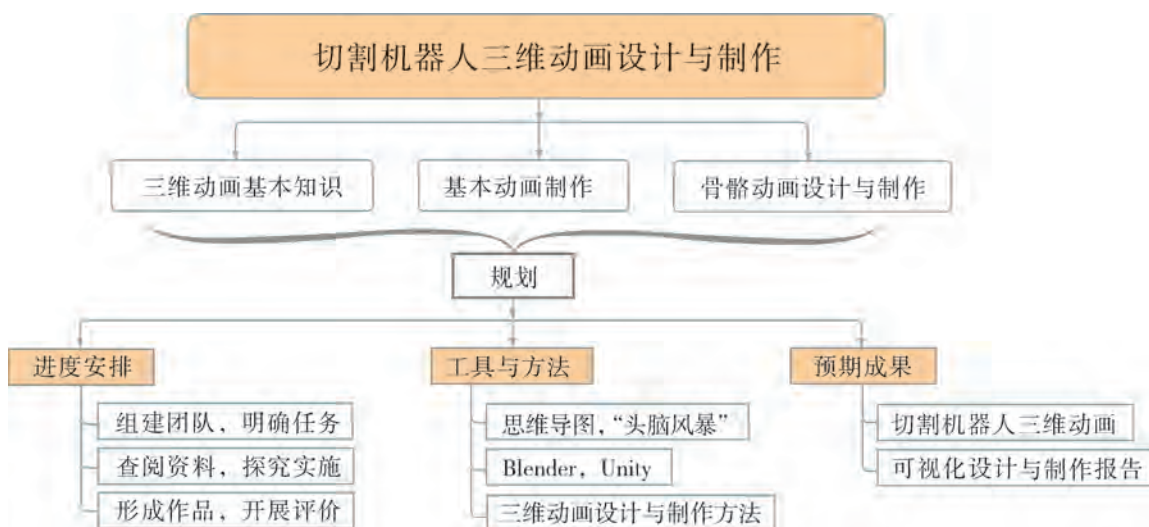 切割机器人三维动画设计与制作
三维动画基本知识
基本动画制作
骨骼动画设计与制作
规划
进度安排
组建团队，明确任务
查阅资料，探究实施
形成作品，开展评价
工具与方法
思维导图，“头脑风暴”
Blender，Unity
三维动画设计与制作方法
预期成果
切割机器人三维动画
可视化设计与制作报告